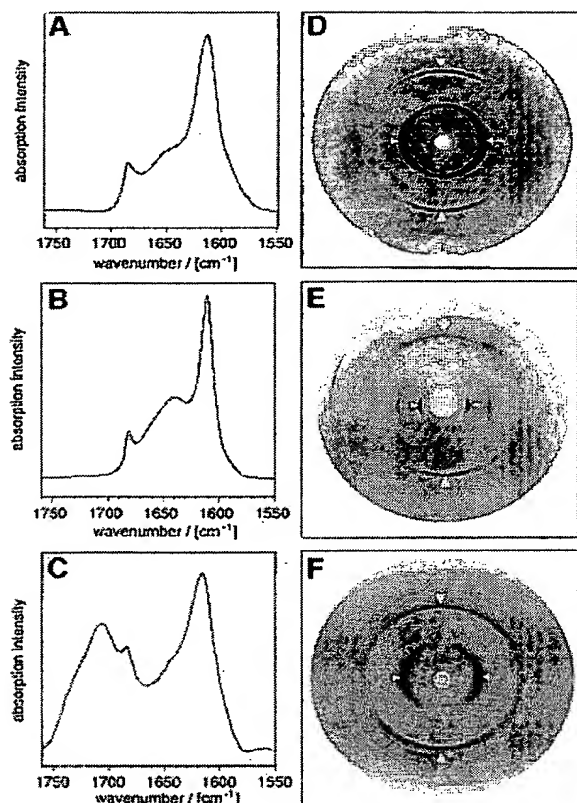 A
D
absorption intensity
1750 1700 1650 1600 1550
wavenumber / [cm⁻¹]
B
E
absorption intensity
1750 1700 1650 1600 1550
wavenumber / [cm⁻¹]
C
F
absorption intensity
1750 1700 1650 1600 1550
wavenumber / [cm⁻¹]